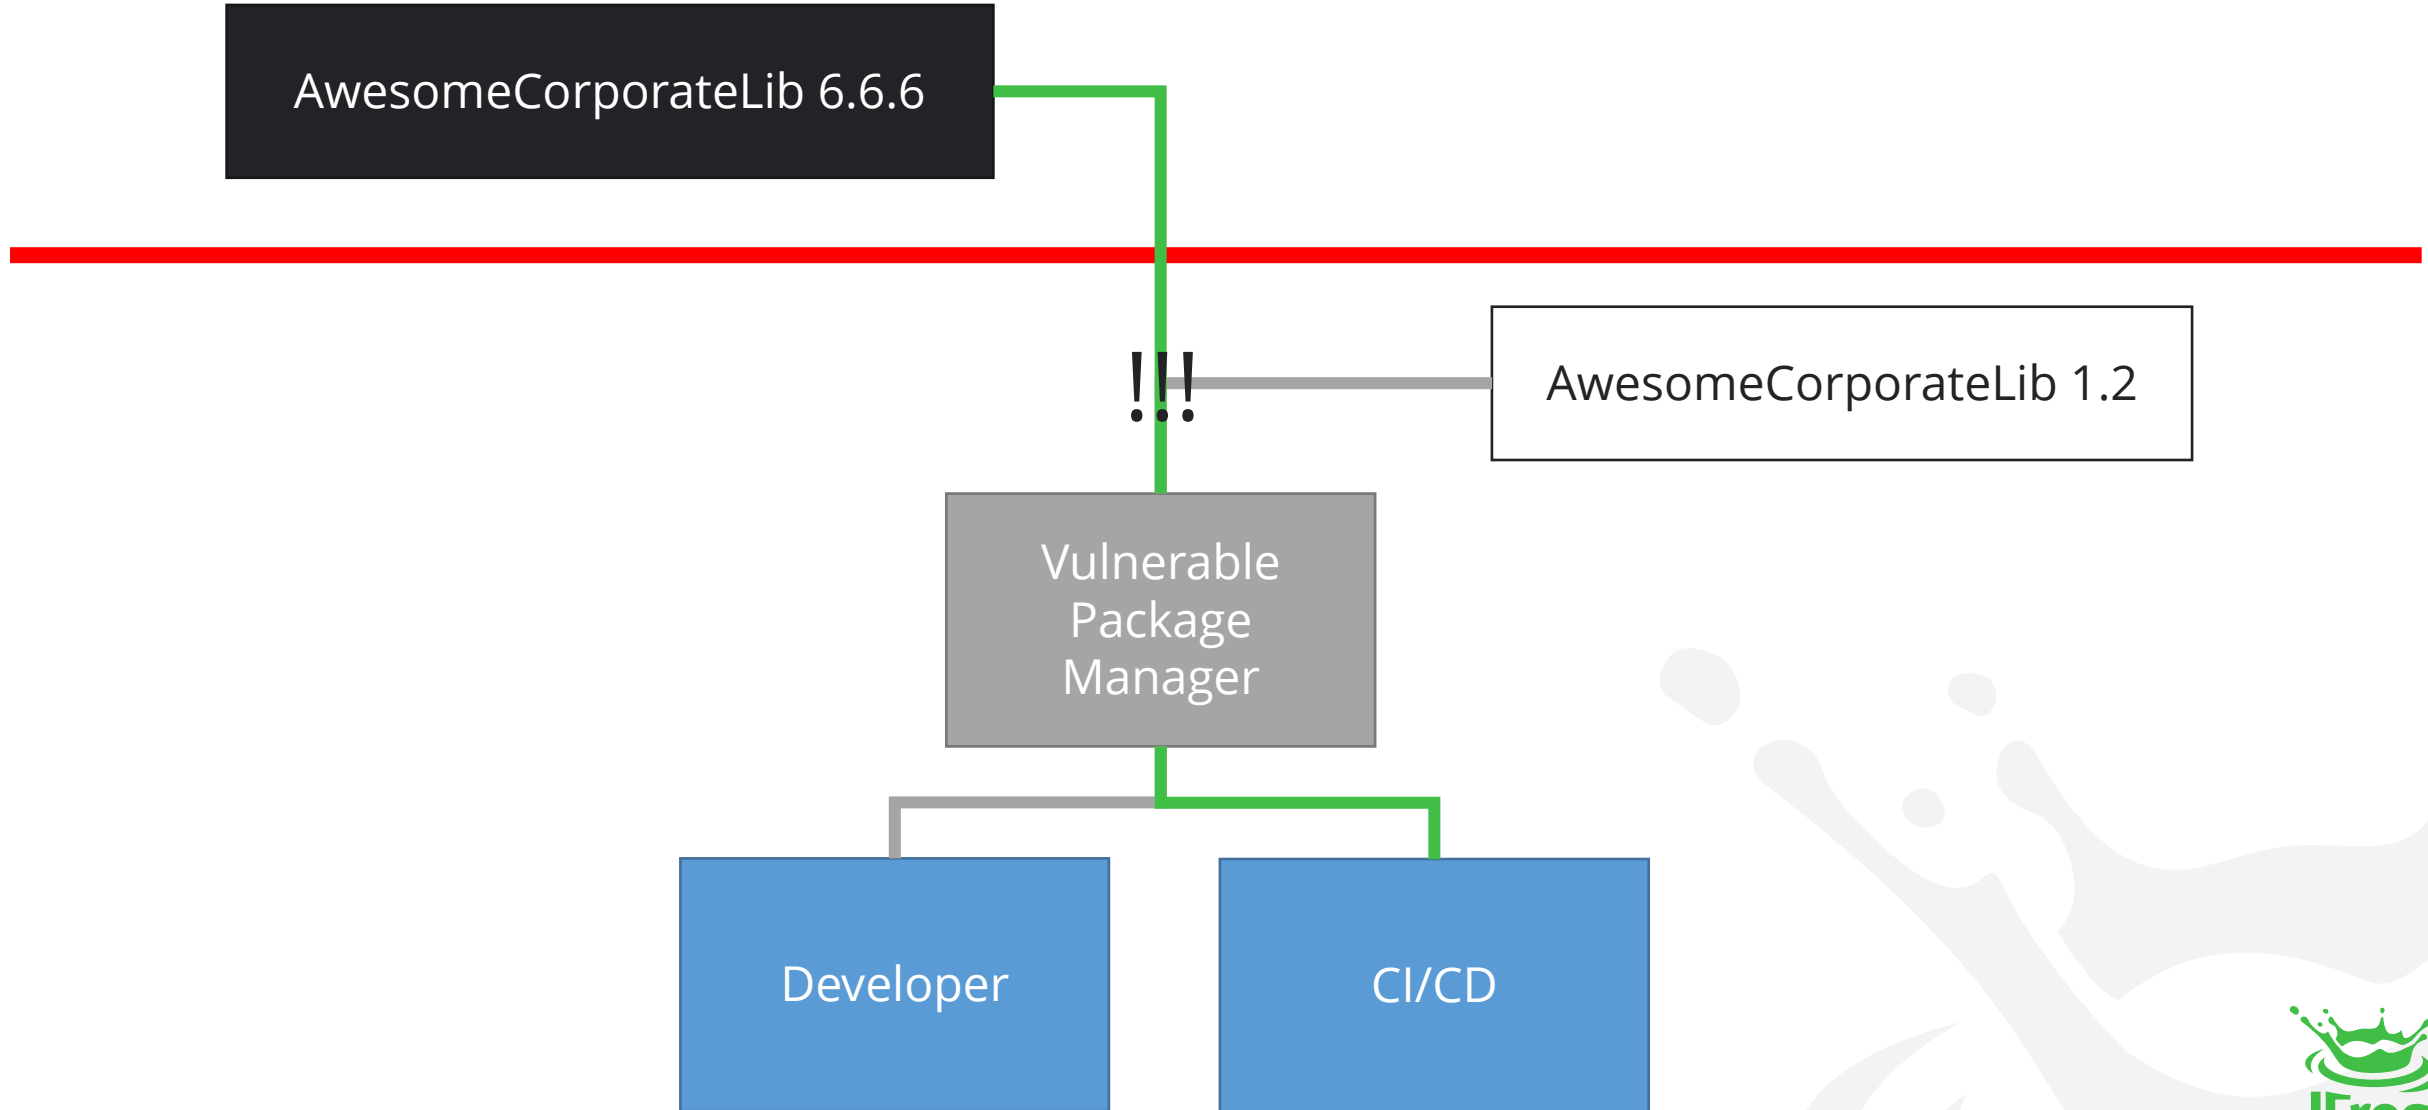 AwesomeCorporateLib 6.6.6
!!!
AwesomeCorporateLib 1.2
Vulnerable
Package
Manager
Developer
CI/CD